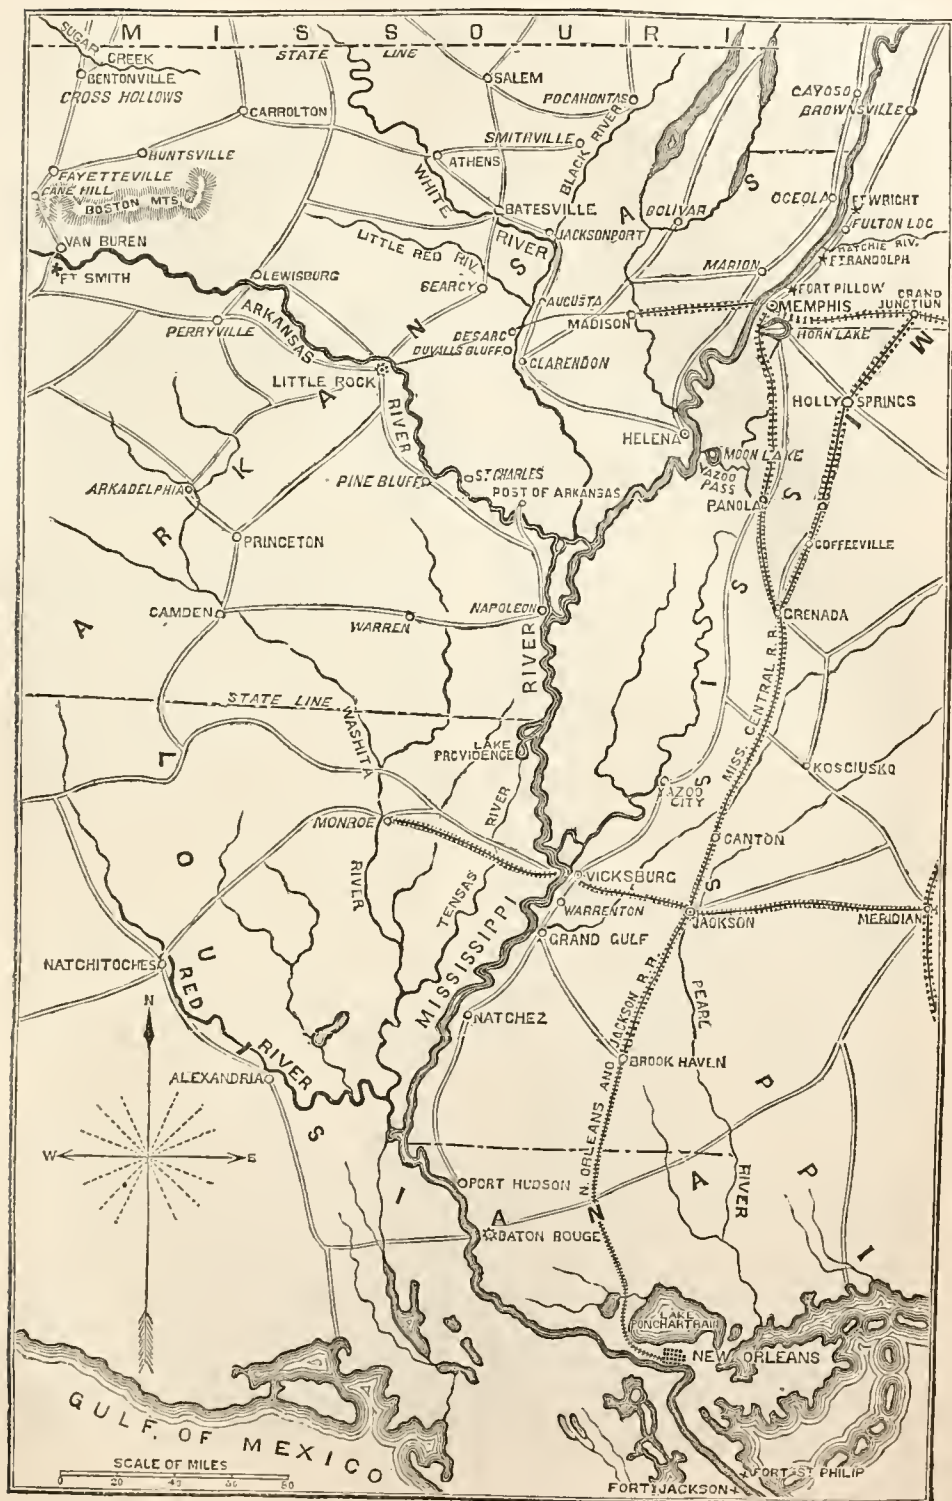 MISSOURI
STATE LINE
SUGAR CREEK
BENTONVILLE
CROSS HOLLOWS
CARROLTON
SALEM
POCAHONTAS
CAYOSO
BROWNSVILLE
HUNTSVILLE
SMITHVILLE
ATHENS
BLACK RIVER
FAYETTEVILLE
CANE HILL
BOSTON MTS.
WHITE RIVER
BATESVILLE
BOLIVAR
OCEOLA
FT WRIGHT
FULTON LDG
JACKSONPORT
VAN BUREN
FT SMITH
LITTLE RED RIV.
HATCHIE RIV.
FT RANDOLPH
LEWISBURG
SEARCY
MARION
AUGUSTA
FORT PILLOW
MEMPHIS
GRAND JUNCTION
PERRYVILLE
ARKANSAS RIVER
MADISON
DESARC
DUVALLS BLUFF
HORN LAKE
CLARENDON
LITTLE ROCK
HOLLY SPRINGS
HELENA
MOON LAKE
YAZOO PASS
ARKADELPHIA
PINE BLUFF
ST CHARLES
POST OF ARKANSAS
PANOLA
PRINCETON
COFFEEVILLE
CAMDEN
WARREN
NAPOLEON
GRENADA
ARKANSAS
STATE LINE
WASHITA RIVER
LAKE PROVIDENCE
MISS. CENTRAL R.R.
KOSCIUSKO
YAZOO CITY
MONROE
CANTON
TENSAS RIVER
VICKSBURG
WARRENTON
JACKSON
MERIDIAN
GRAND GULF
NATCHITOCHES
RED RIVER
MISSISSIPPI RIVER
N
W
E
NATCHEZ
N. ORLEANS AND JACKSON R.R.
PEARL RIVER
BROOK HAVEN
ALEXANDRIA
LOUISIANA
MISSISSIPPI
PORT HUDSON
BATON ROUGE
LAKE PONCHARTRAIN
NEW ORLEANS
GULF, OF MEXICO
SCALE OF MILES
0 20 40 60 80
FORT JACKSON
FORT ST PHILIP